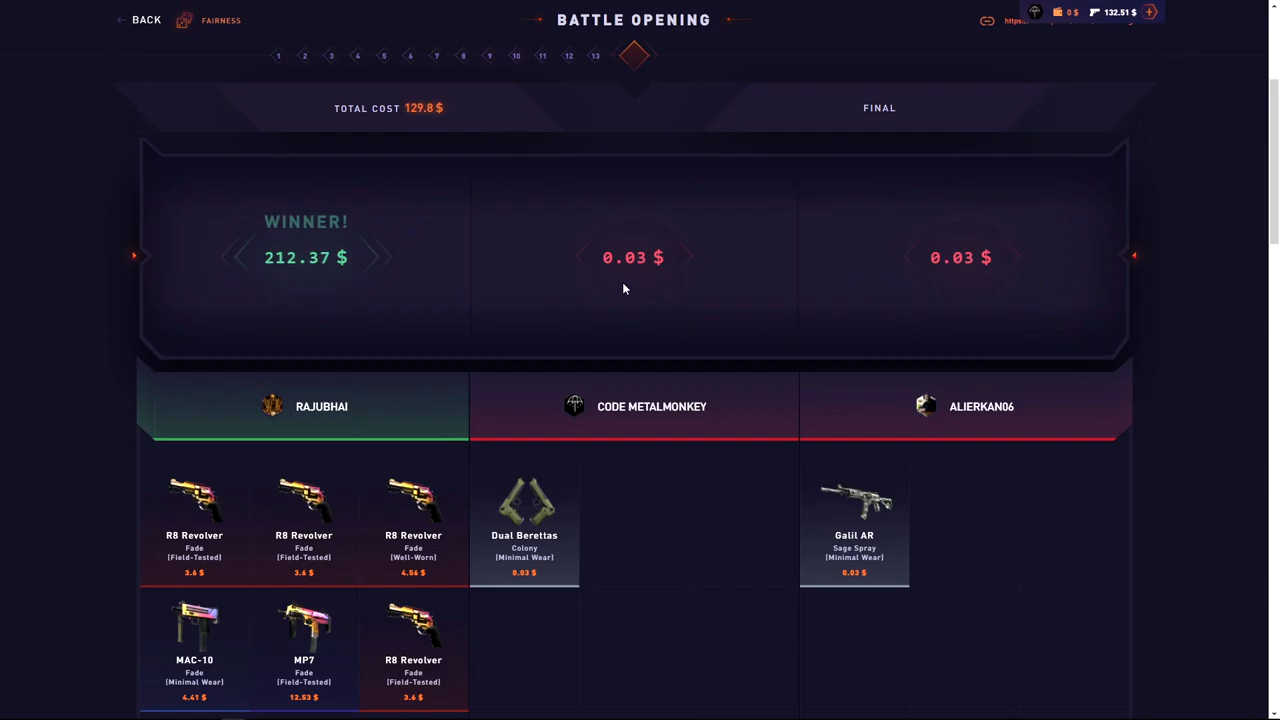 BACK
FAIRNESS
BATTLE OPENING
https:
0 $
132.51 $
1 2 3 4 5 6 7 8 9 10 11 12 13
TOTAL COST 129.8 $
FINAL
WINNER!
212.37 $
0.03 $
0.03 $
RAJUBHAI
CODE METALMONKEY
ALIERKAN06
R8 Revolver
Fade
[Field-Tested]
3.6 $
R8 Revolver
Fade
[Field-Tested]
3.6 $
R8 Revolver
Fade
[Well-Worn]
4.56 $
Dual Berettas
Colony
[Minimal Wear]
0.03 $
Galil AR
Sage Spray
[Minimal Wear]
0.03 $
MAC-10
Fade
[Minimal Wear]
4.41 $
MP7
Fade
[Field-Tested]
12.53 $
R8 Revolver
Fade
[Field-Tested]
3.6 $